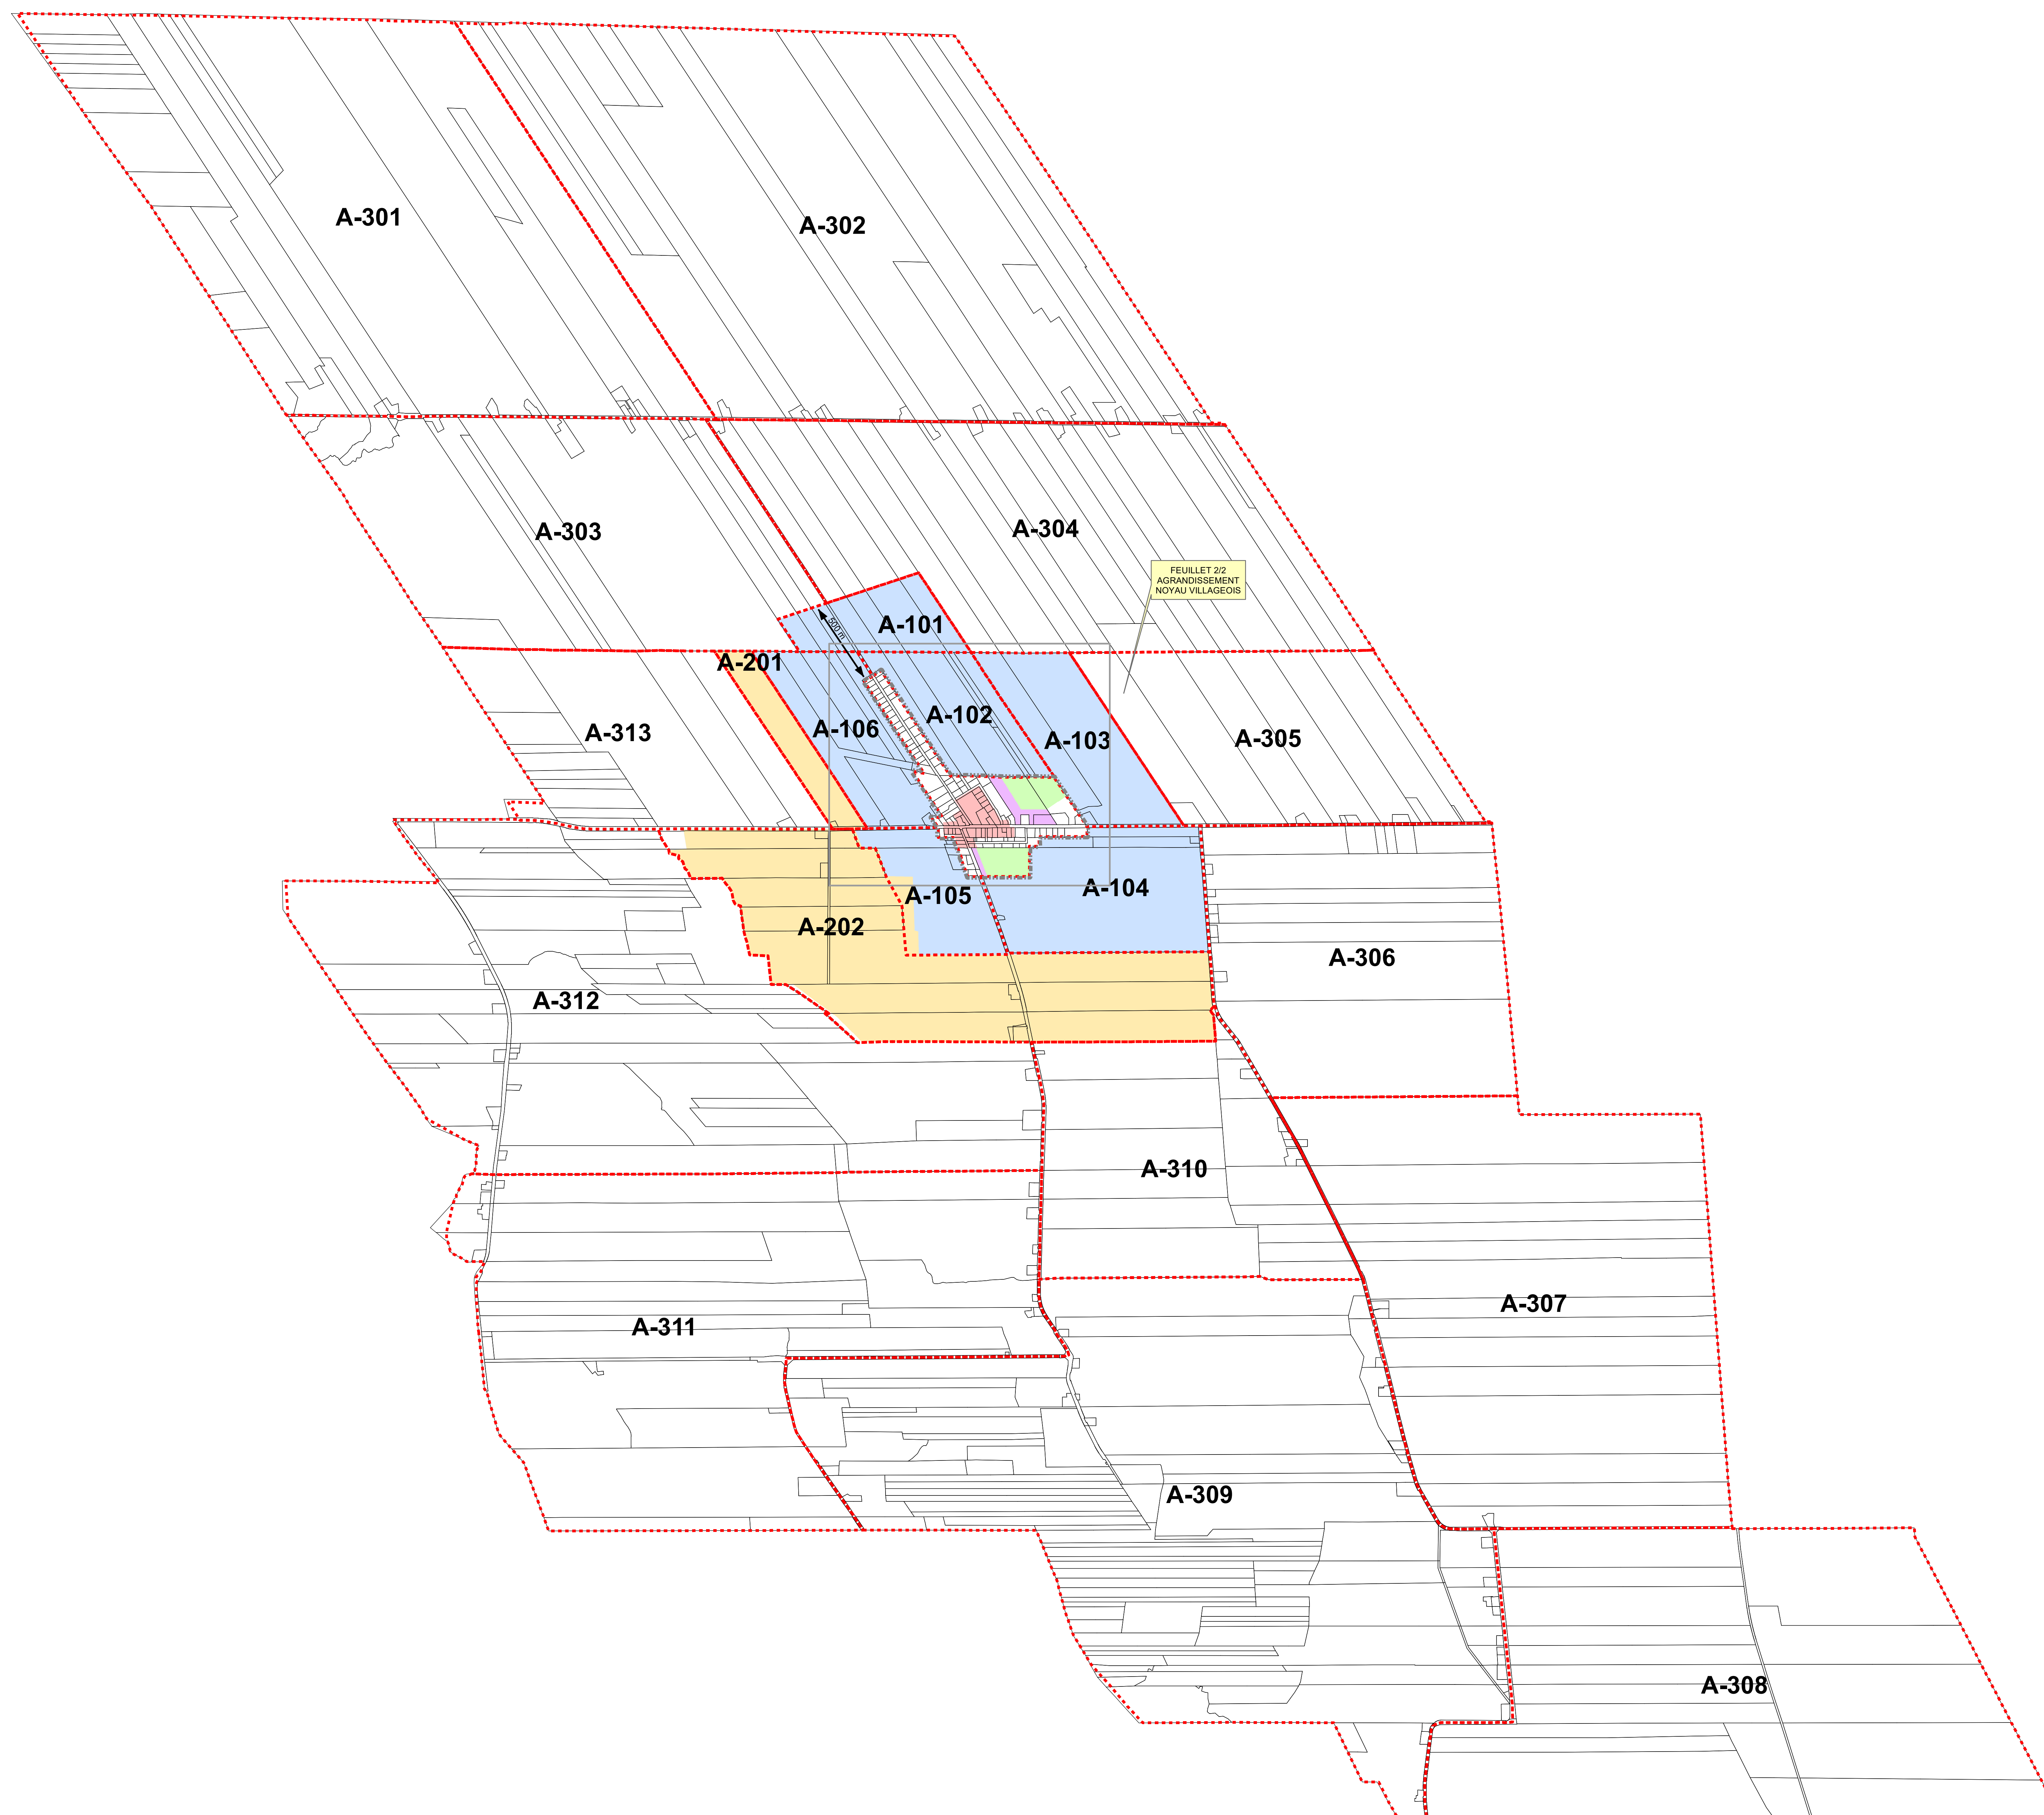 A-301
A-302
A-303
A-304
FEUILLET 2/2
AGRANDISSEMENT
NOYAU VILLAGEOIS
A-101
500 m
A-201
A-102
A-106
A-313
A-103
A-305
A-105
A-104
A-202
A-306
A-312
A-310
A-307
A-311
A-309
A-308